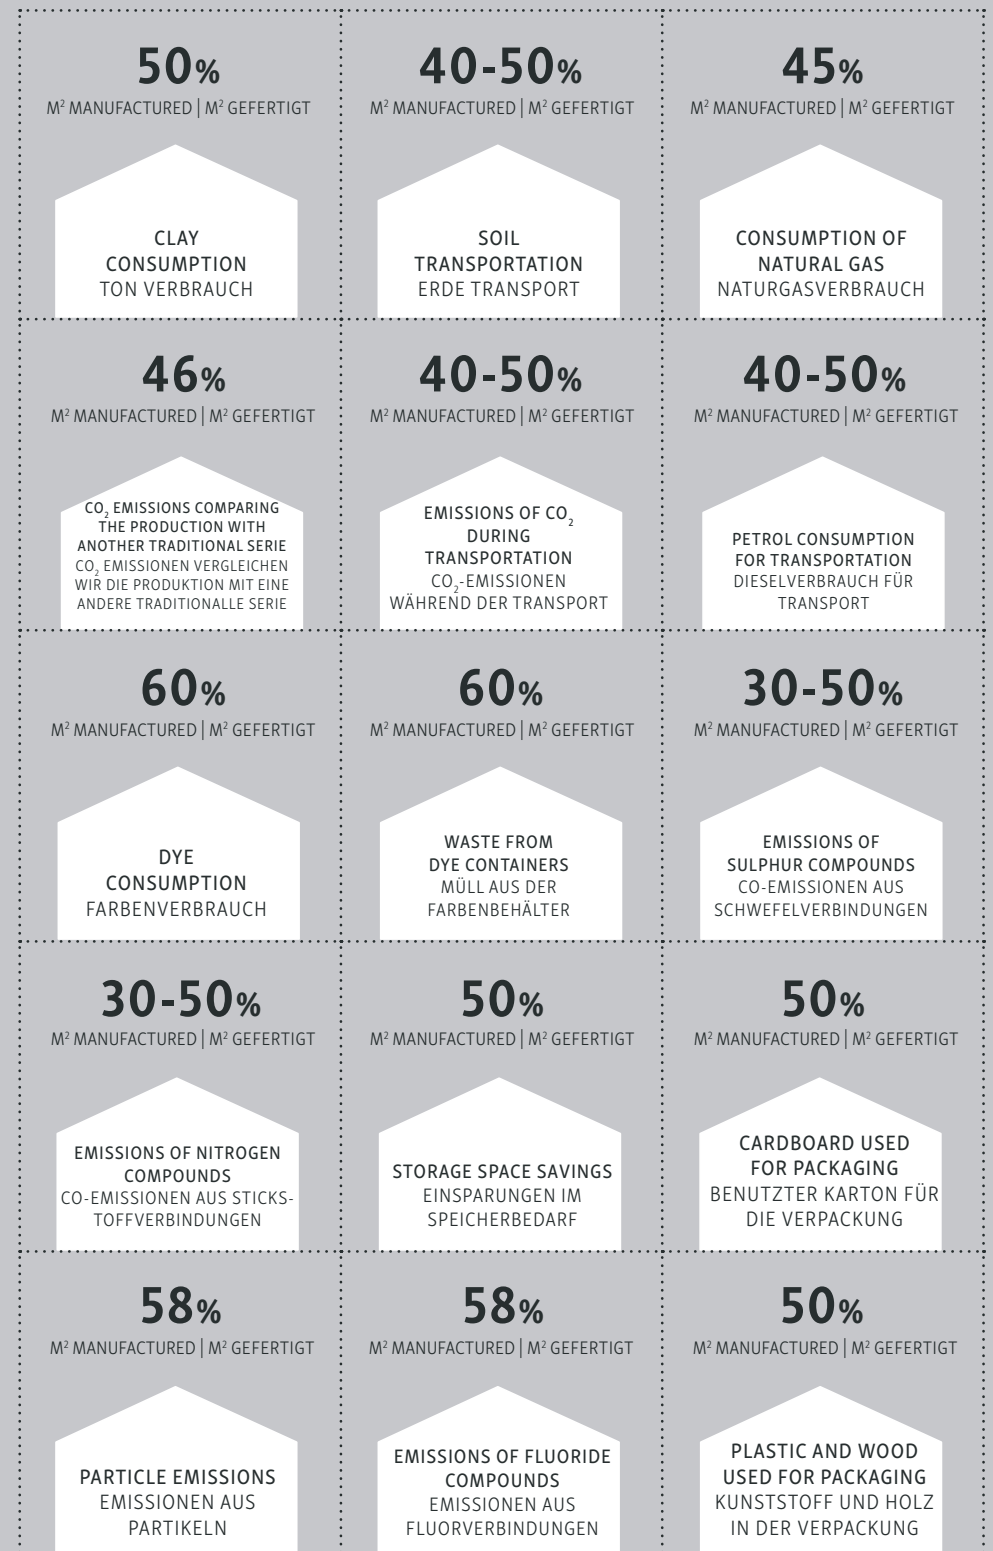 50%
M² MANUFACTURED | M² GEFERTIGT
CLAY
CONSUMPTION
TON VERBRAUCH
40-50%
M² MANUFACTURED | M² GEFERTIGT
SOIL
TRANSPORTATION
ERDE TRANSPORT
45%
M² MANUFACTURED | M² GEFERTIGT
CONSUMPTION OF
NATURAL GAS
NATURGASVERBRAUCH
46%
M² MANUFACTURED | M² GEFERTIGT
CO₂ EMISSIONS COMPARING
THE PRODUCTION WITH
ANOTHER TRADITIONAL SERIE
CO₂ EMISSIONEN VERGLEICHEN
WIR DIE PRODUKTION MIT EINE
ANDERE TRADITIONALLE SERIE
40-50%
M² MANUFACTURED | M² GEFERTIGT
EMISSIONS OF CO₂
DURING
TRANSPORTATION
CO₂-EMISSIONEN
WÄHREND DER TRANSPORT
40-50%
M² MANUFACTURED | M² GEFERTIGT
PETROL CONSUMPTION
FOR TRANSPORTATION
DIESELVERBRAUCH FÜR
TRANSPORT
60%
M² MANUFACTURED | M² GEFERTIGT
DYE
CONSUMPTION
FARBENVERBRAUCH
60%
M² MANUFACTURED | M² GEFERTIGT
WASTE FROM
DYE CONTAINERS
MÜLL AUS DER
FARBENBEHÄLTER
30-50%
M² MANUFACTURED | M² GEFERTIGT
EMISSIONS OF
SULPHUR COMPOUNDS
CO-EMISSIONEN AUS
SCHWEFELVERBINDUNGEN
30-50%
M² MANUFACTURED | M² GEFERTIGT
EMISSIONS OF NITROGEN
COMPOUNDS
CO-EMISSIONEN AUS STICKS-
TOFFVERBINDUNGEN
50%
M² MANUFACTURED | M² GEFERTIGT
STORAGE SPACE SAVINGS
EINSPARUNGEN IM
SPEICHERBEDARF
50%
M² MANUFACTURED | M² GEFERTIGT
CARDBOARD USED
FOR PACKAGING
BENUTZTER KARTON FÜR
DIE VERPACKUNG
58%
M² MANUFACTURED | M² GEFERTIGT
PARTICLE EMISSIONS
EMISSIONEN AUS
PARTIKELN
58%
M² MANUFACTURED | M² GEFERTIGT
EMISSIONS OF FLUORIDE
COMPOUNDS
EMISSIONEN AUS
FLUORVERBINDUNGEN
50%
M² MANUFACTURED | M² GEFERTIGT
PLASTIC AND WOOD
USED FOR PACKAGING
KUNSTSTOFF UND HOLZ
IN DER VERPACKUNG